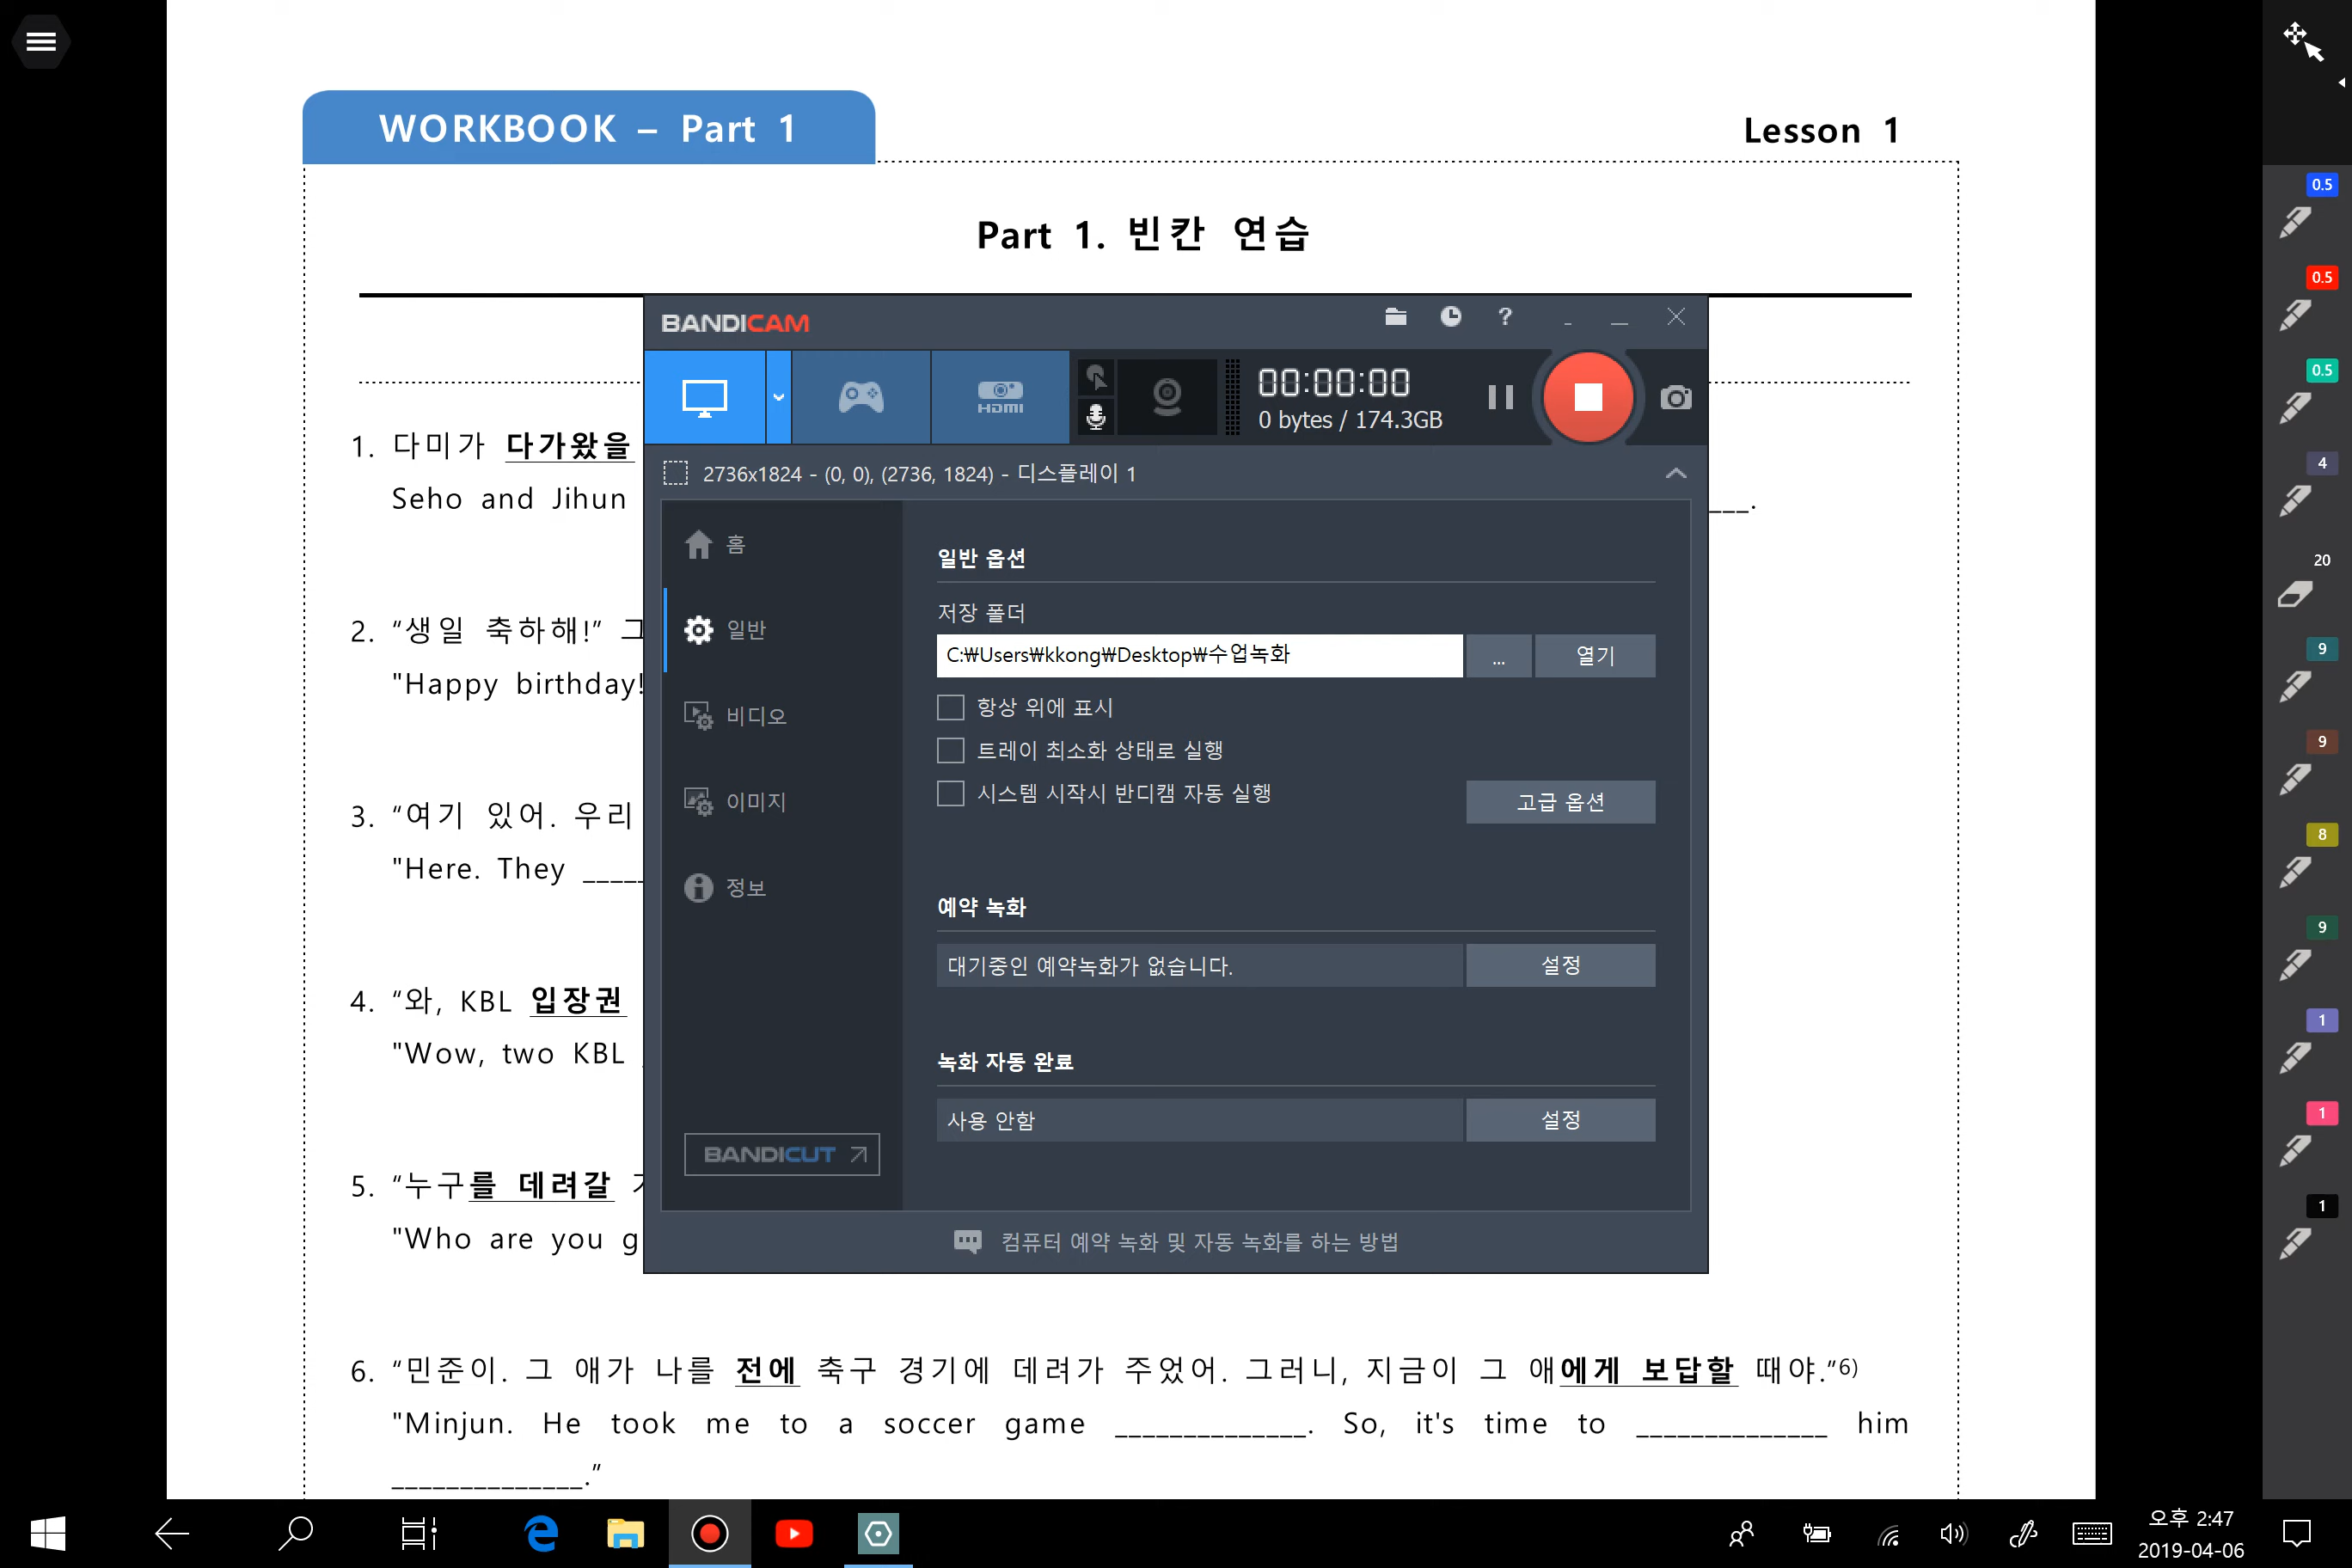 WORKBOOK – Part 1
Lesson 1
Part 1. 빈칸 연습
BANDICAM
?
HDMI
00:00:00
0 bytes / 174.3GB
2736x1824 - (0, 0), (2736, 1824) - 디스플레이 1
홈
일반
비디오
이미지
정보
BANDICUT
일반 옵션
저장 폴더
C:₩Users₩kkong₩Desktop₩수업녹화
...
열기
항상 위에 표시
트레이 최소화 상태로 실행
시스템 시작시 반디캠 자동 실행
고급 옵션
예약 녹화
대기중인 예약녹화가 없습니다.
설정
녹화 자동 완료
사용 안함
설정
컴퓨터 예약 녹화 및 자동 녹화를 하는 방법
1. 다미가 다가왔을
Seho and Jihun ___.
2. “생일 축하해!” 그
"Happy birthday!
3. “여기 있어. 우리
"Here. They _____
4. “와, KBL 입장권
"Wow, two KBL
5. “누구를 데려갈
"Who are you g
6. “민준이. 그 애가 나를 전에 축구 경기에 데려가 주었어. 그러니, 지금이 그 애에게 보답할 때야.”6)
"Minjun. He took me to a soccer game ______________. So, it's time to ______________ him
______________.”
0.5
0.5
0.5
4
20
9
9
8
9
1
1
1
오후 2:47
2019-04-06